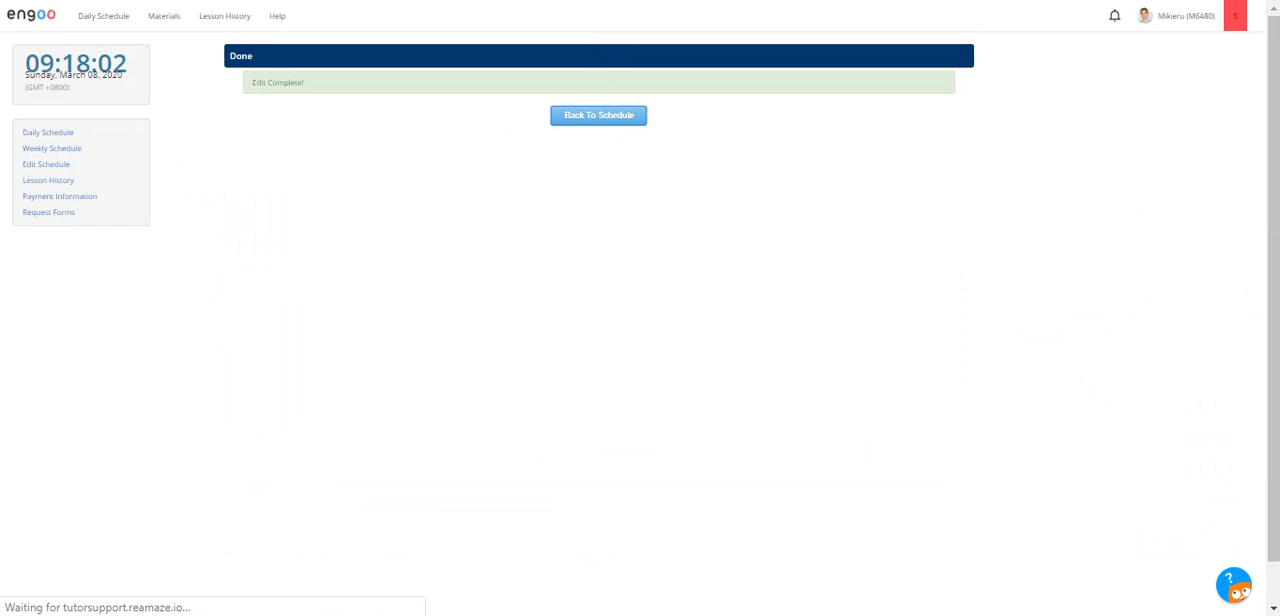 engoo Daily Schedule Materials Lesson History Help Mikieru (M6480) S
09:18:02
Sunday, March 08, 2020
(GMT +0800)
Done
Edit Complese!
Back To Schedule
Daily Schedule
Weekly Schedule
Edit Schedule
Lesson History
Payment Information
Request Forms
?
Waiting for tutorsupport.reamaze.io...